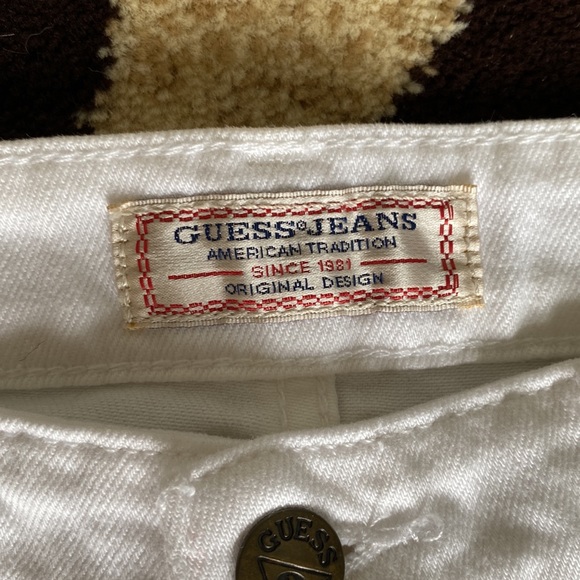 GUESS® JEANS
AMERICAN TRADITION
SINCE 1981
ORIGINAL DESIGN
GUESS